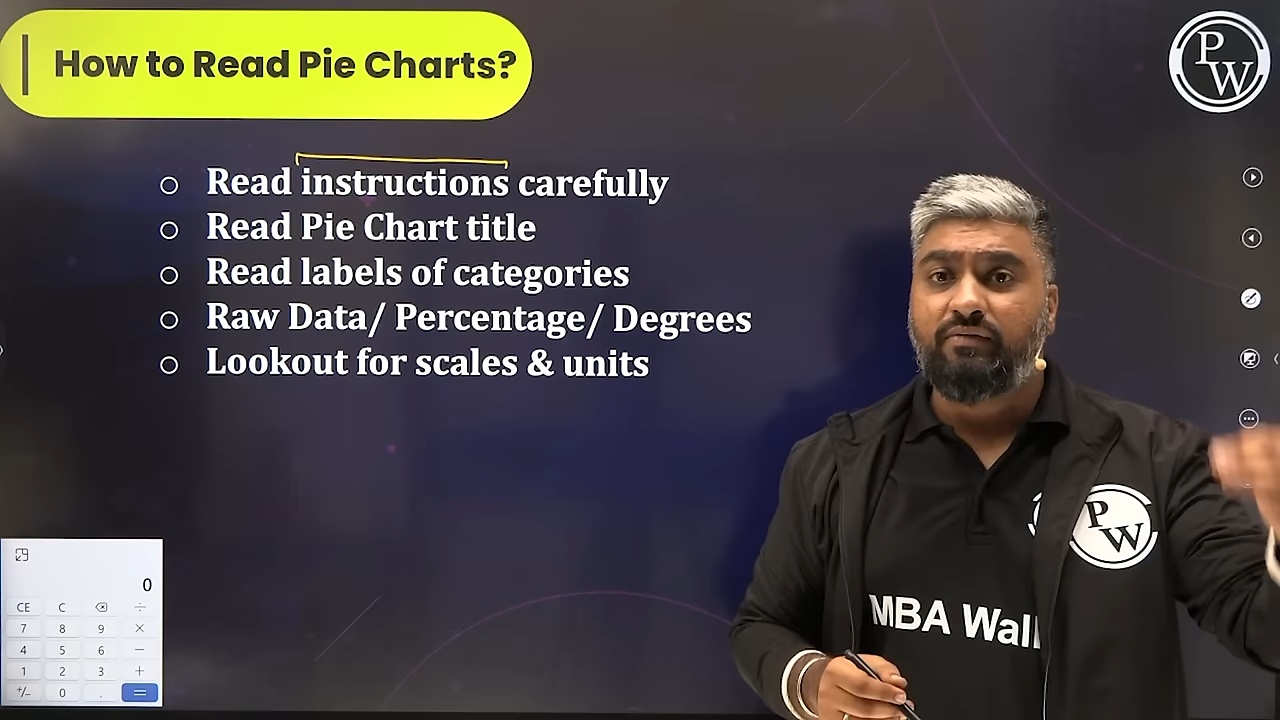 How to Read Pie Charts?
PW
Read instructions carefully
Read Pie Chart title
Read labels of categories
Raw Data/ Percentage/ Degrees
Lookout for scales & units
PW
MBA Wall
0
CE C ÷
7 8 9 ×
4 5 6 −
1 2 3 +
+/− 0 . =